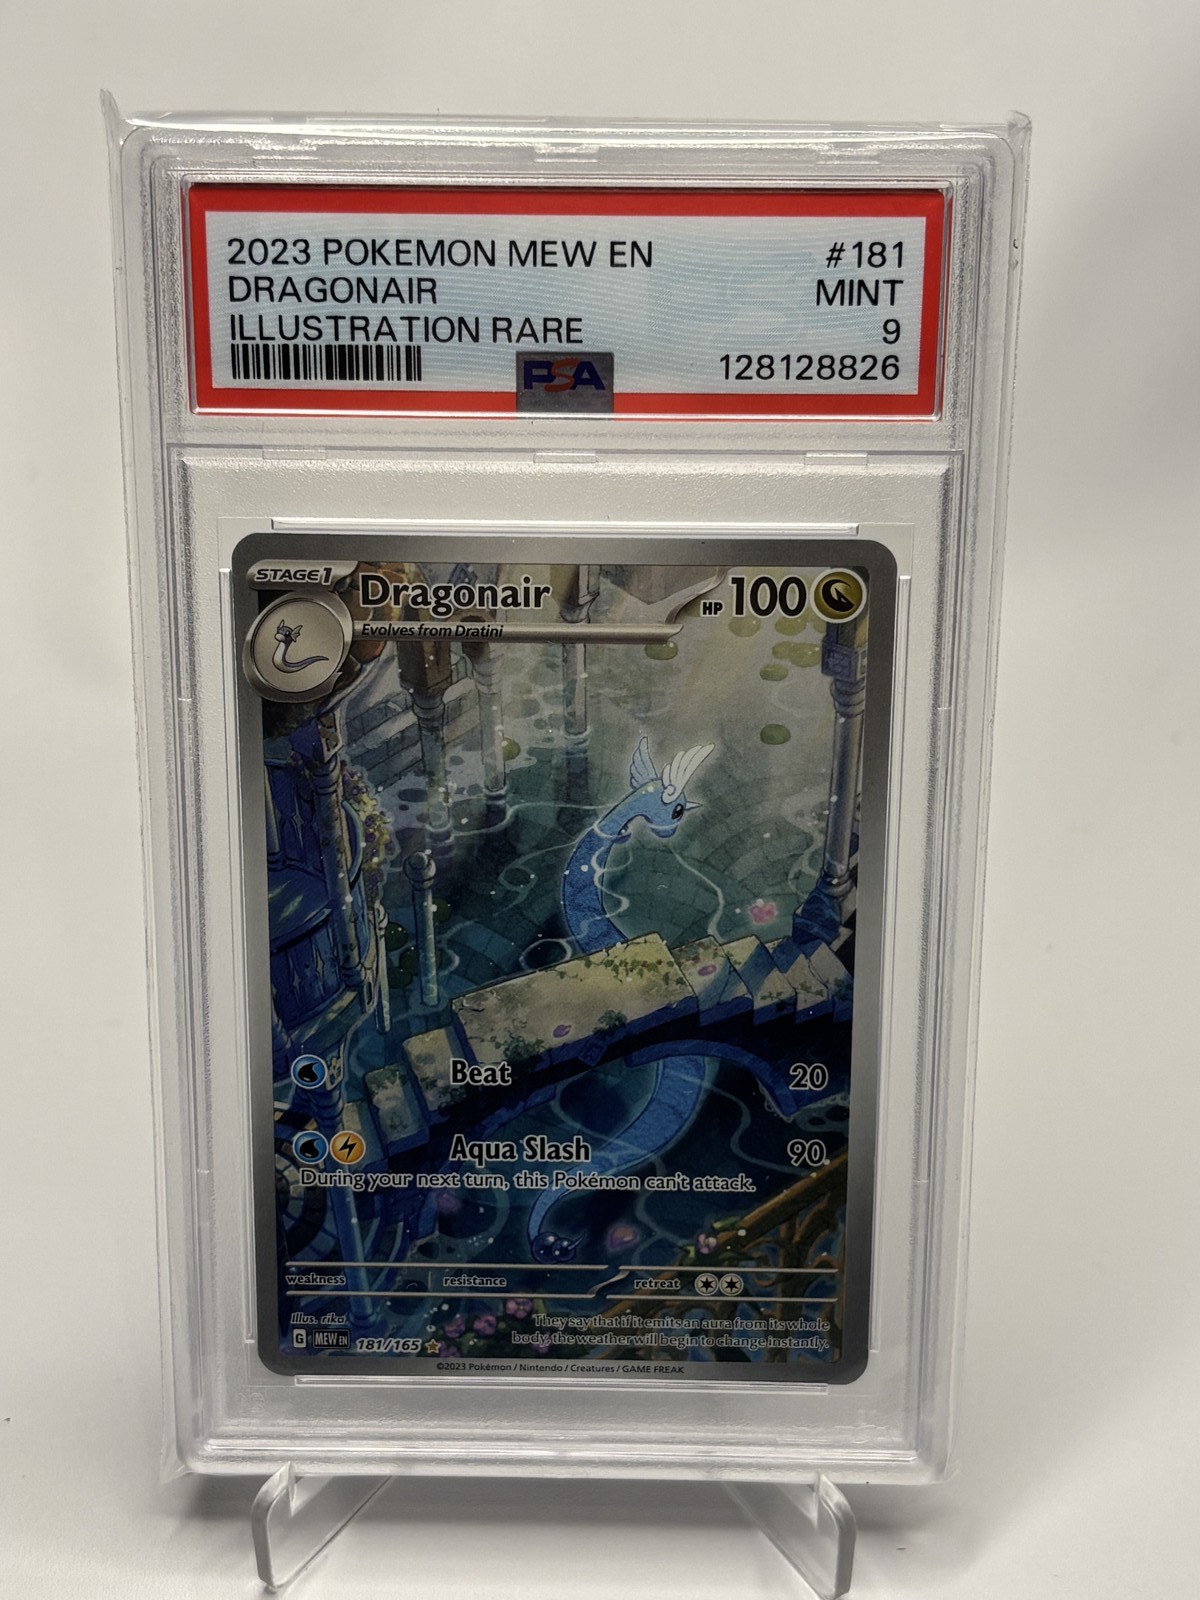 2023 POKEMON MEW EN #181
DRAGONAIR MINT
ILLUSTRATION RARE 9
PSA 128128826
STAGE1 Dragonair HP 100
Evolves from Dratini
Beat 20
Aqua Slash 90
During your next turn, this Pokémon can't attack.
weakness resistance retreat
Illus. rika
They say that if it emits an aura from its whole
body, the weather will begin to change instantly.
G MEW EN 181/165
©2023 Pokémon / Nintendo / Creatures / GAME FREAK